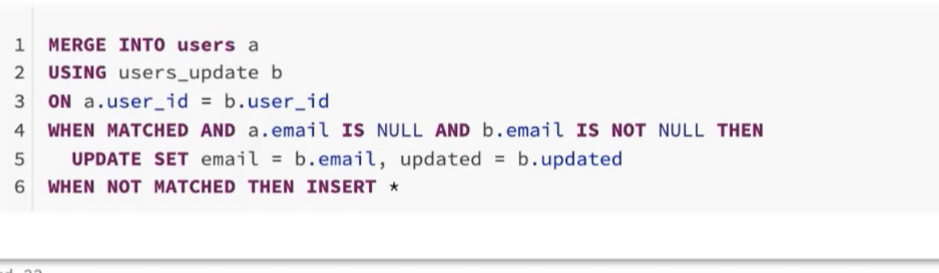 1 MERGE INTO users a
2 USING users_update b
3 ON a.user_id = b.user_id
4 WHEN MATCHED AND a.email IS NULL AND b.email IS NOT NULL THEN
5 UPDATE SET email = b.email, updated = b.updated
6 WHEN NOT MATCHED THEN INSERT *